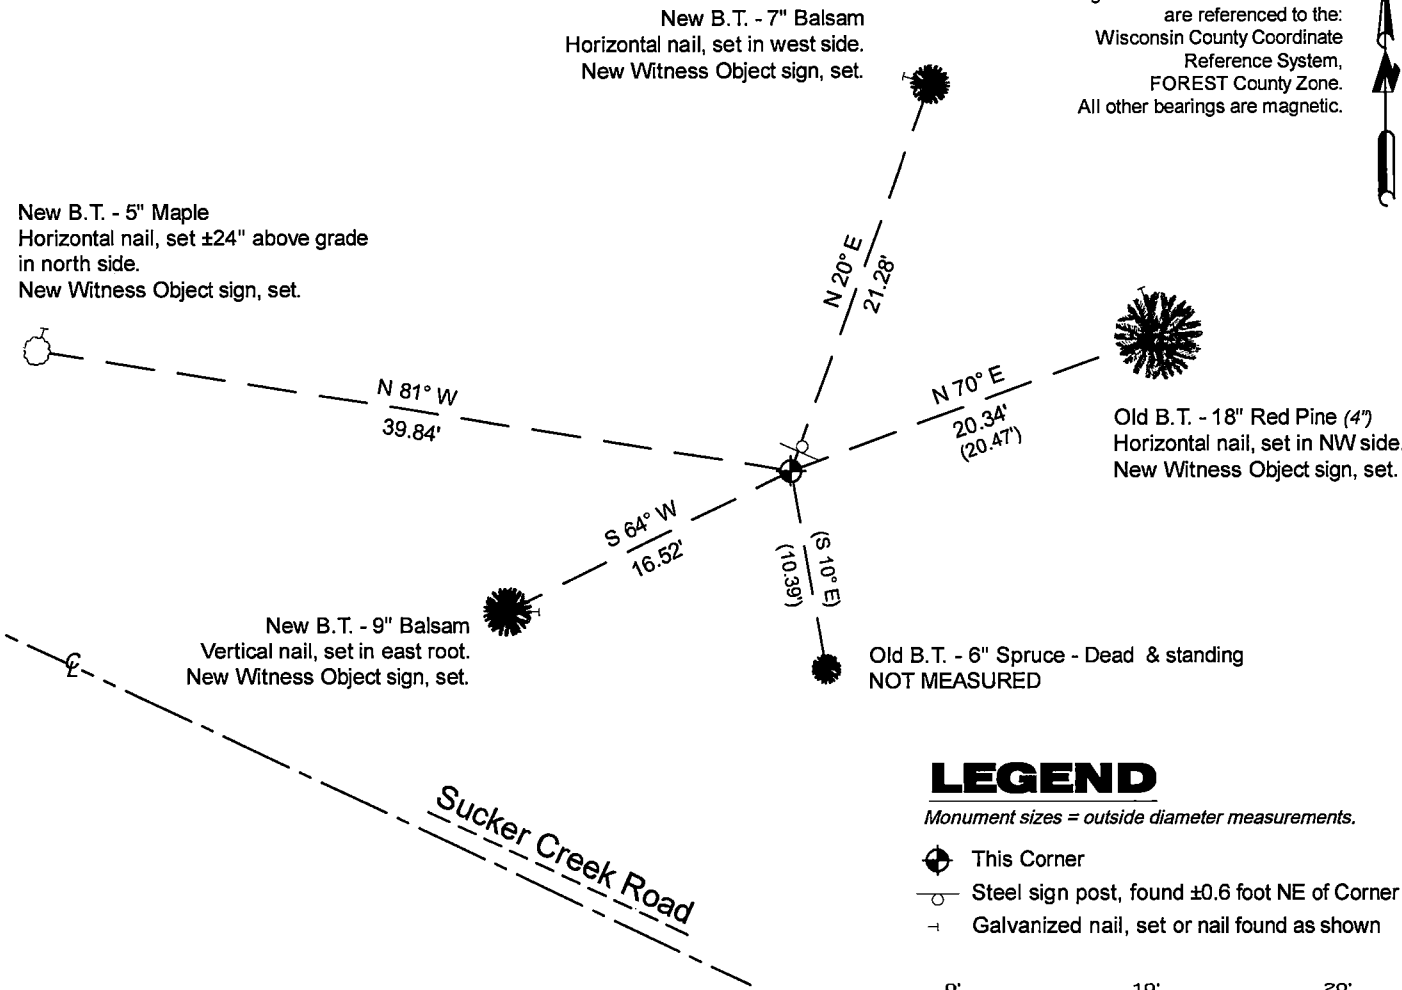 New B.T. - 7" Balsam
Horizontal nail, set in west side.
New Witness Object sign, set.
are referenced to the:
Wisconsin County Coordinate
Reference System,
FOREST County Zone.
All other bearings are magnetic.
N
New B.T. - 5" Maple
Horizontal nail, set ±24" above grade
in north side.
New Witness Object sign, set.
N 20° E
21.28'
N 81° W
39.84'
N 70° E
20.34'
(20.47')
Old B.T. - 18" Red Pine (4")
Horizontal nail, set in NW side.
New Witness Object sign, set.
S 64° W
16.52'
(S 10° E)
(10.39')
New B.T. - 9" Balsam
Vertical nail, set in east root.
New Witness Object sign, set.
Old B.T. - 6" Spruce - Dead & standing
NOT MEASURED
CL
Sucker Creek Road
LEGEND
Monument sizes = outside diameter measurements.
This Corner
Steel sign post, found ±0.6 foot NE of Corner
Galvanized nail, set or nail found as shown
0' 10' 20'